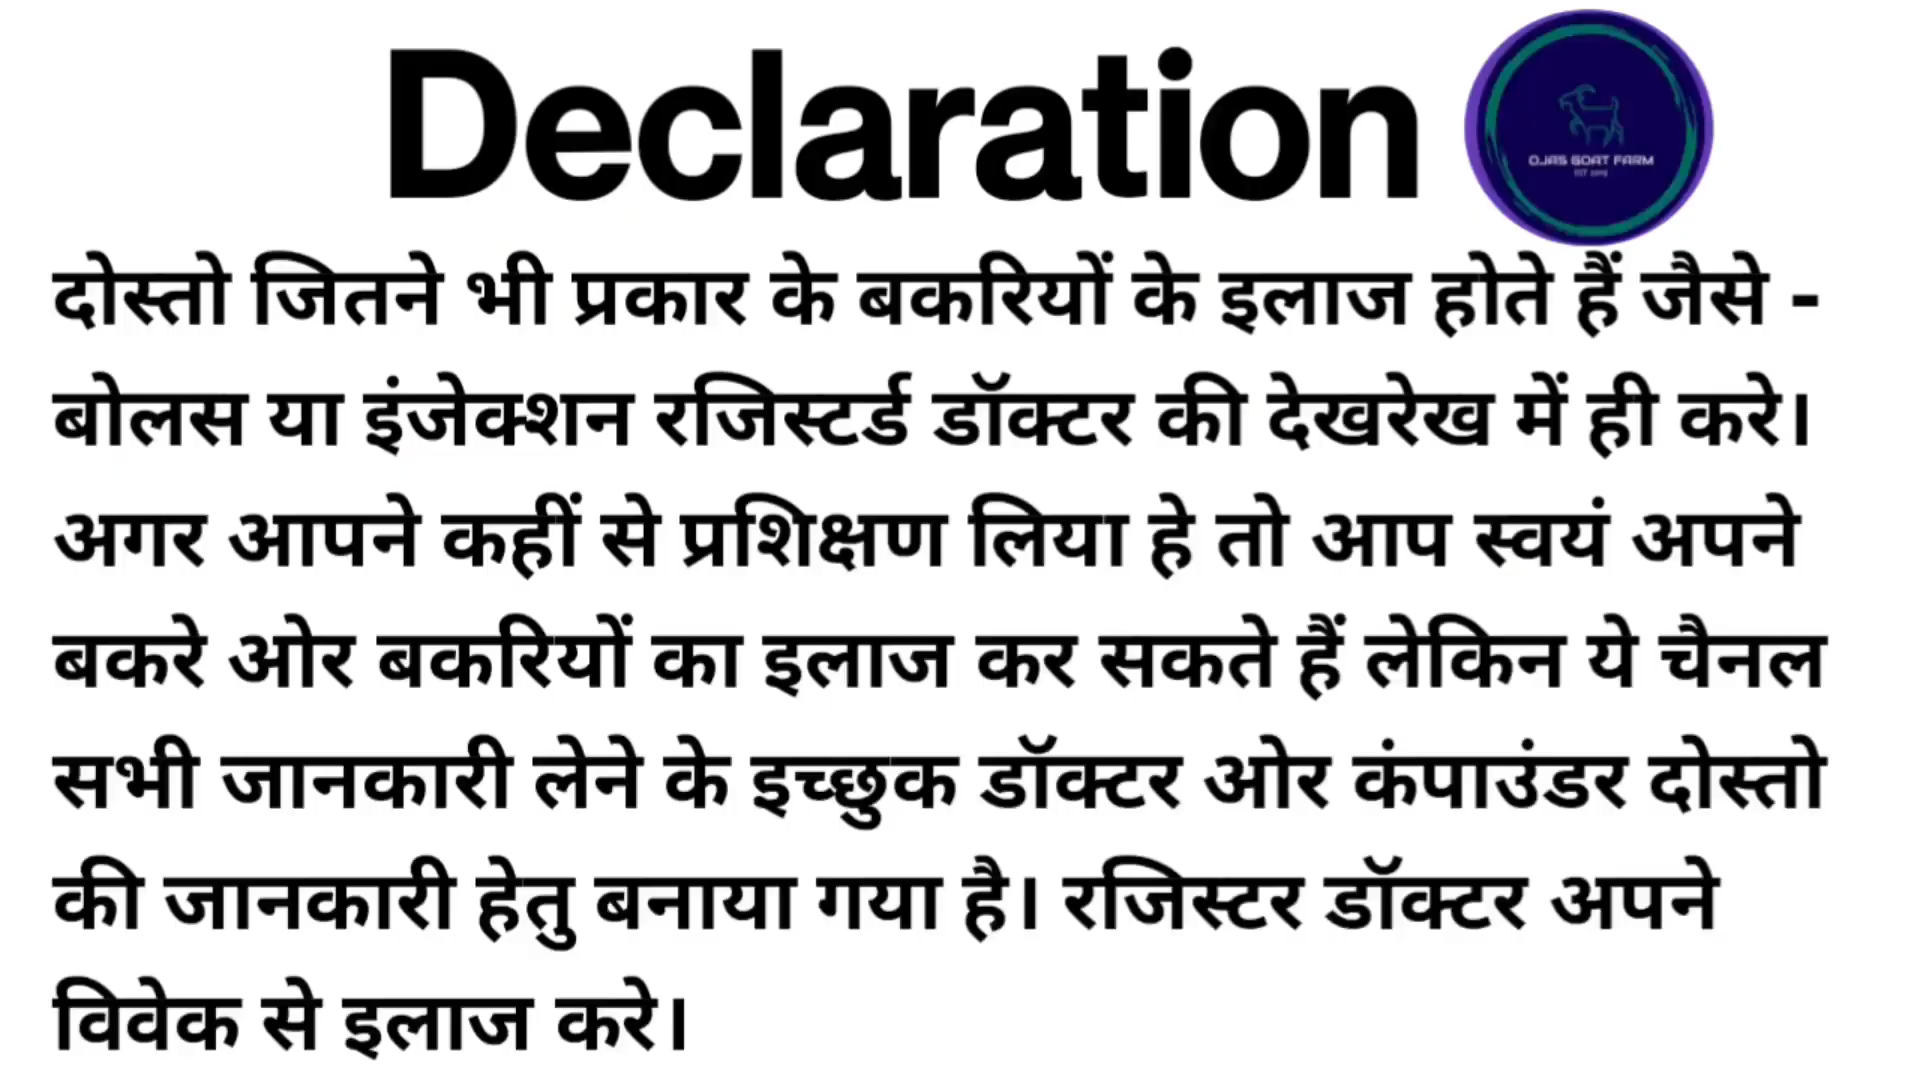 Declaration
OJAS GOAT FARM
दोस्तो जितने भी प्रकार के बकरियों के इलाज होते हैं जैसे -
बोलस या इंजेक्शन रजिस्टर्ड डॉक्टर की देखरेख में ही करे।
अगर आपने कहीं से प्रशिक्षण लिया हे तो आप स्वयं अपने
बकरे ओर बकरियों का इलाज कर सकते हैं लेकिन ये चैनल
सभी जानकारी लेने के इच्छुक डॉक्टर ओर कंपाउंडर दोस्तो
की जानकारी हेतु बनाया गया है। रजिस्टर डॉक्टर अपने
विवेक से इलाज करे।